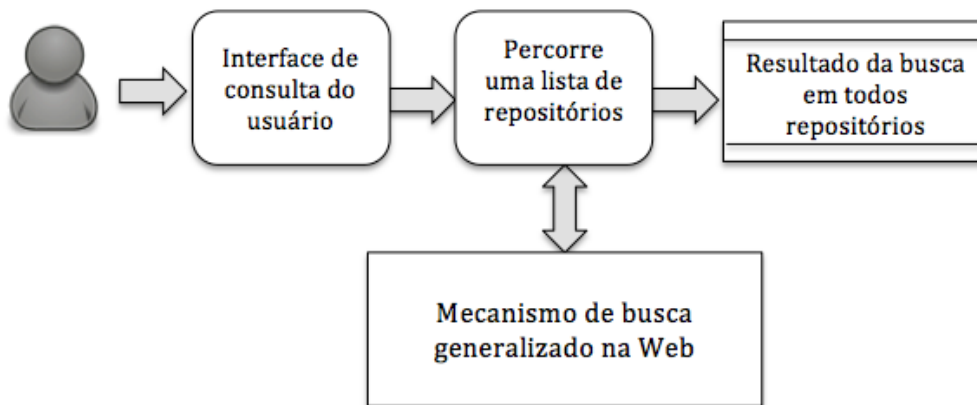 Interface de
consulta do
usuário
Percorre
uma lista de
repositórios
Resultado da busca
em todos
repositórios
Mecanismo de busca
generalizado na Web